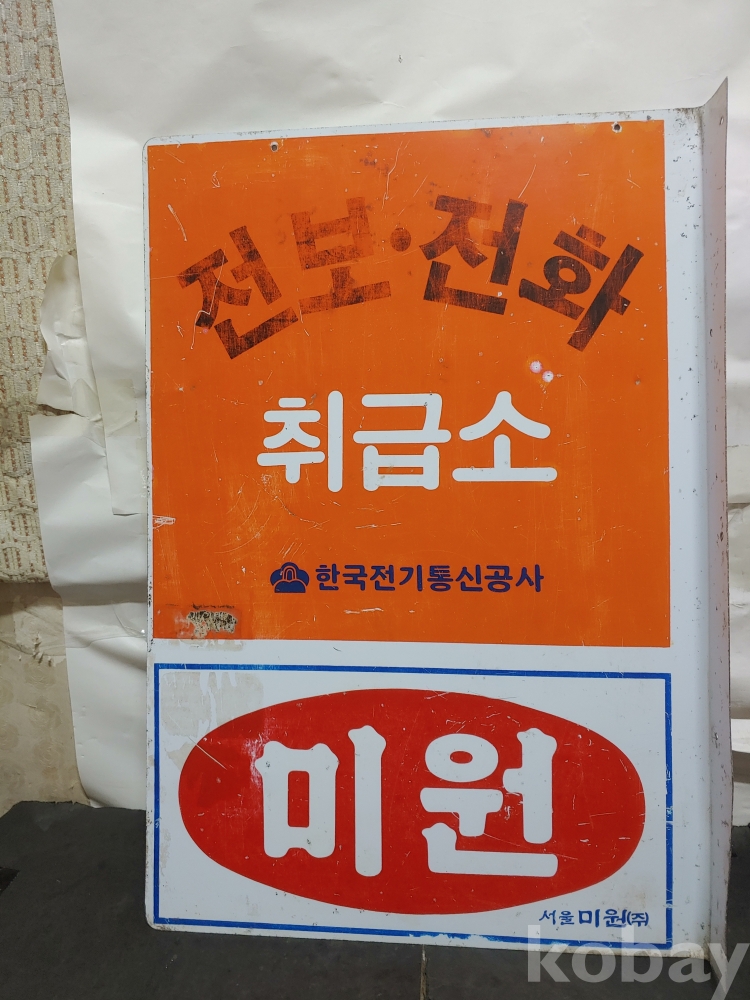 전보·전화
취급소
한국전기통신공사
미원
서울 미원(주)
kobay